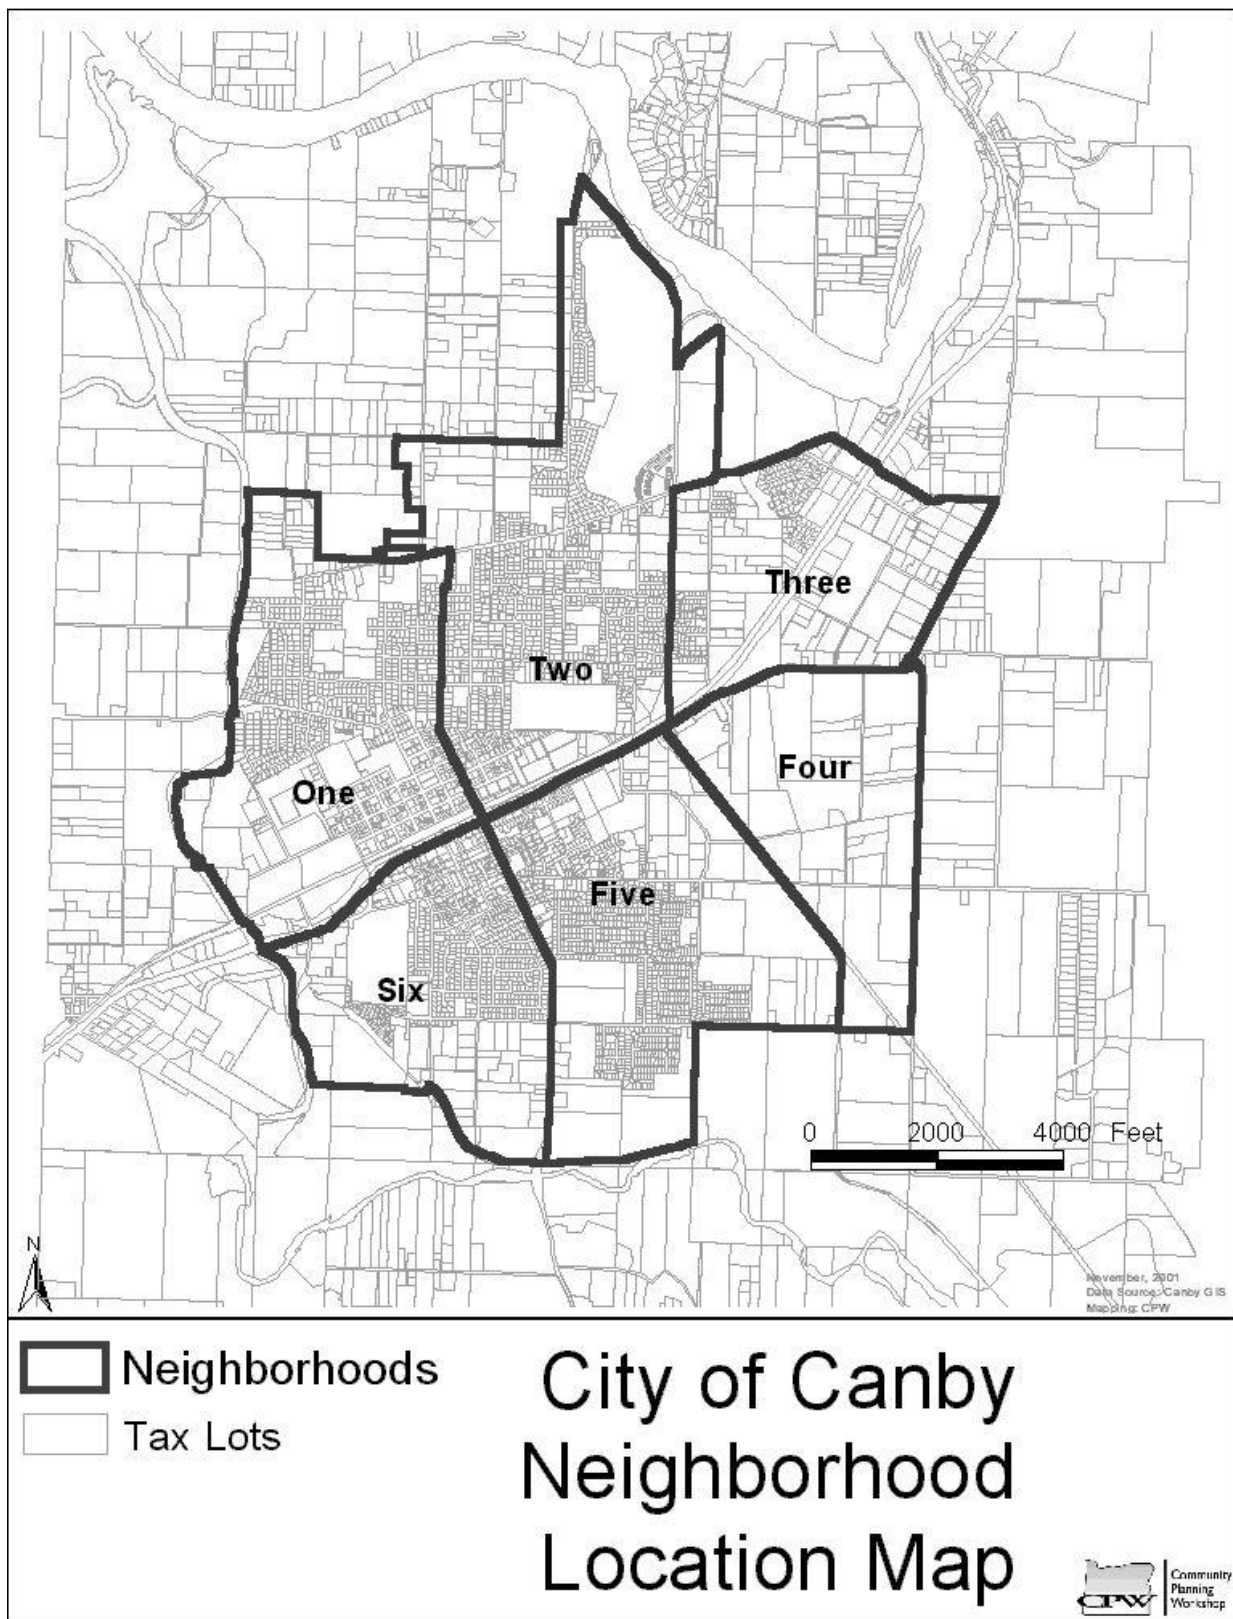 Three
Two
Four
One
Five
Six
0 2000 4000 Feet
N
November, 2001
Data Source: Canby GIS
Mapping: CPW
Neighborhoods
Tax Lots
City of Canby
Neighborhood
Location Map
CPW
Community
Planning
Workshop